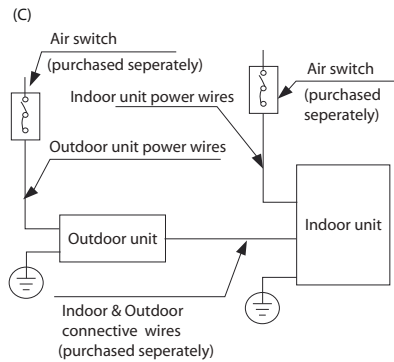 (C)
Air switch
(purchased seperately)
Air switch
(purchased
seperately)
Indoor unit power wires
Outdoor unit power wires
Outdoor unit
Indoor unit
Indoor & Outdoor
connective wires
(purchased seperately)